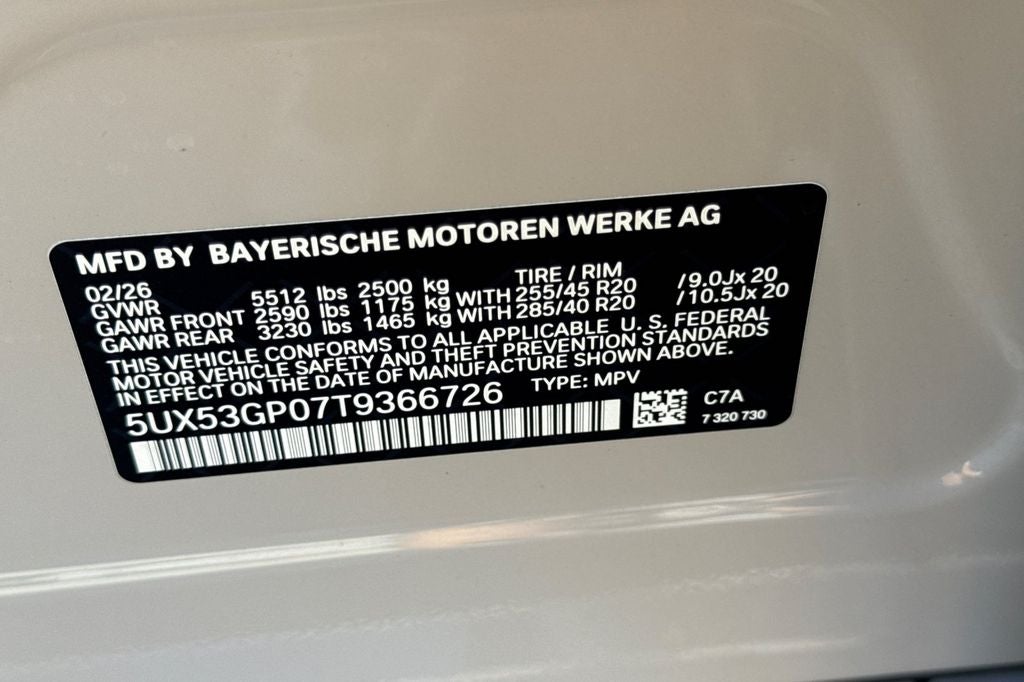 MFD BY BAYERISCHE MOTOREN WERKE AG
02/26 TIRE / RIM
GVWR 5512 lbs 2500 kg
GAWR FRONT 2590 lbs 1175 kg WITH 255/45 R20 /9.0Jx 20
GAWR REAR 3230 lbs 1465 kg WITH 285/40 R20 /10.5Jx 20
THIS VEHICLE CONFORMS TO ALL APPLICABLE U. S. FEDERAL
MOTOR VEHICLE SAFETY AND THEFT PREVENTION STANDARDS
IN EFFECT ON THE DATE OF MANUFACTURE SHOWN ABOVE.
5UX53GP07T9366726 TYPE: MPV
C7A
7 320 730